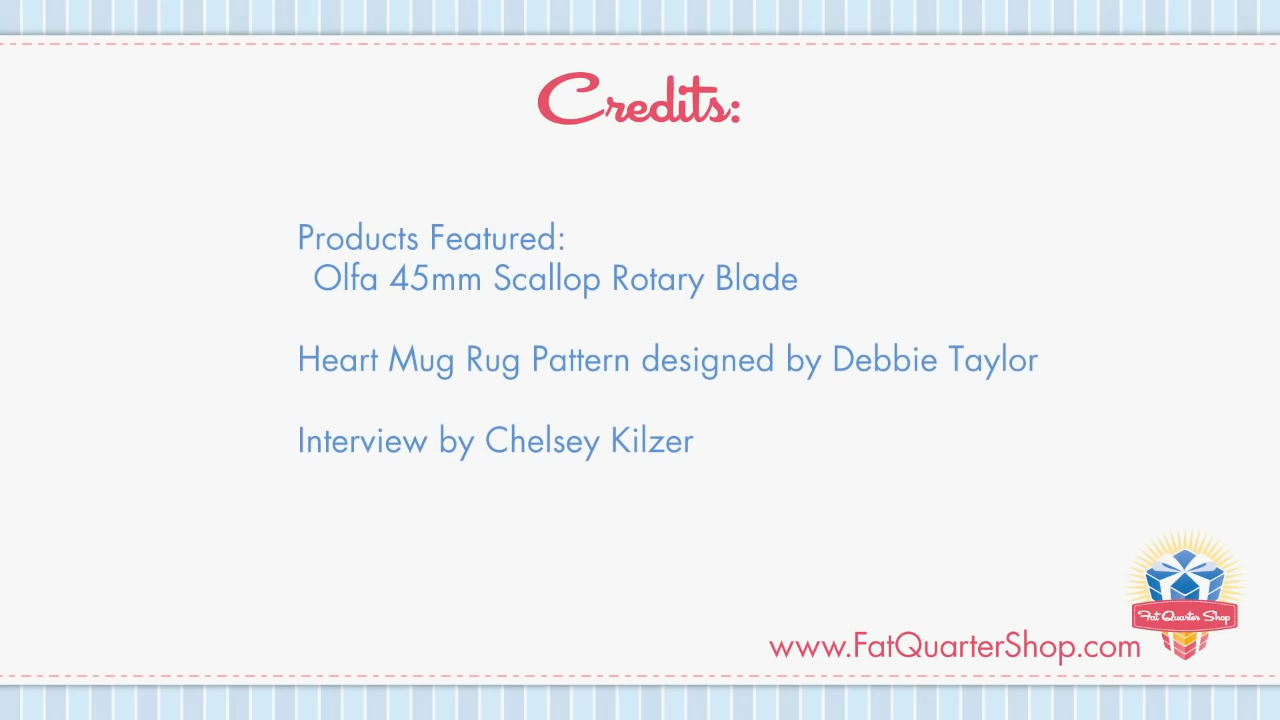 Credits:
Products Featured:
Olfa 45mm Scallop Rotary Blade
Heart Mug Rug Pattern designed by Debbie Taylor
Interview by Chelsey Kilzer
Fat Quarter Shop
www.FatQuarterShop.com